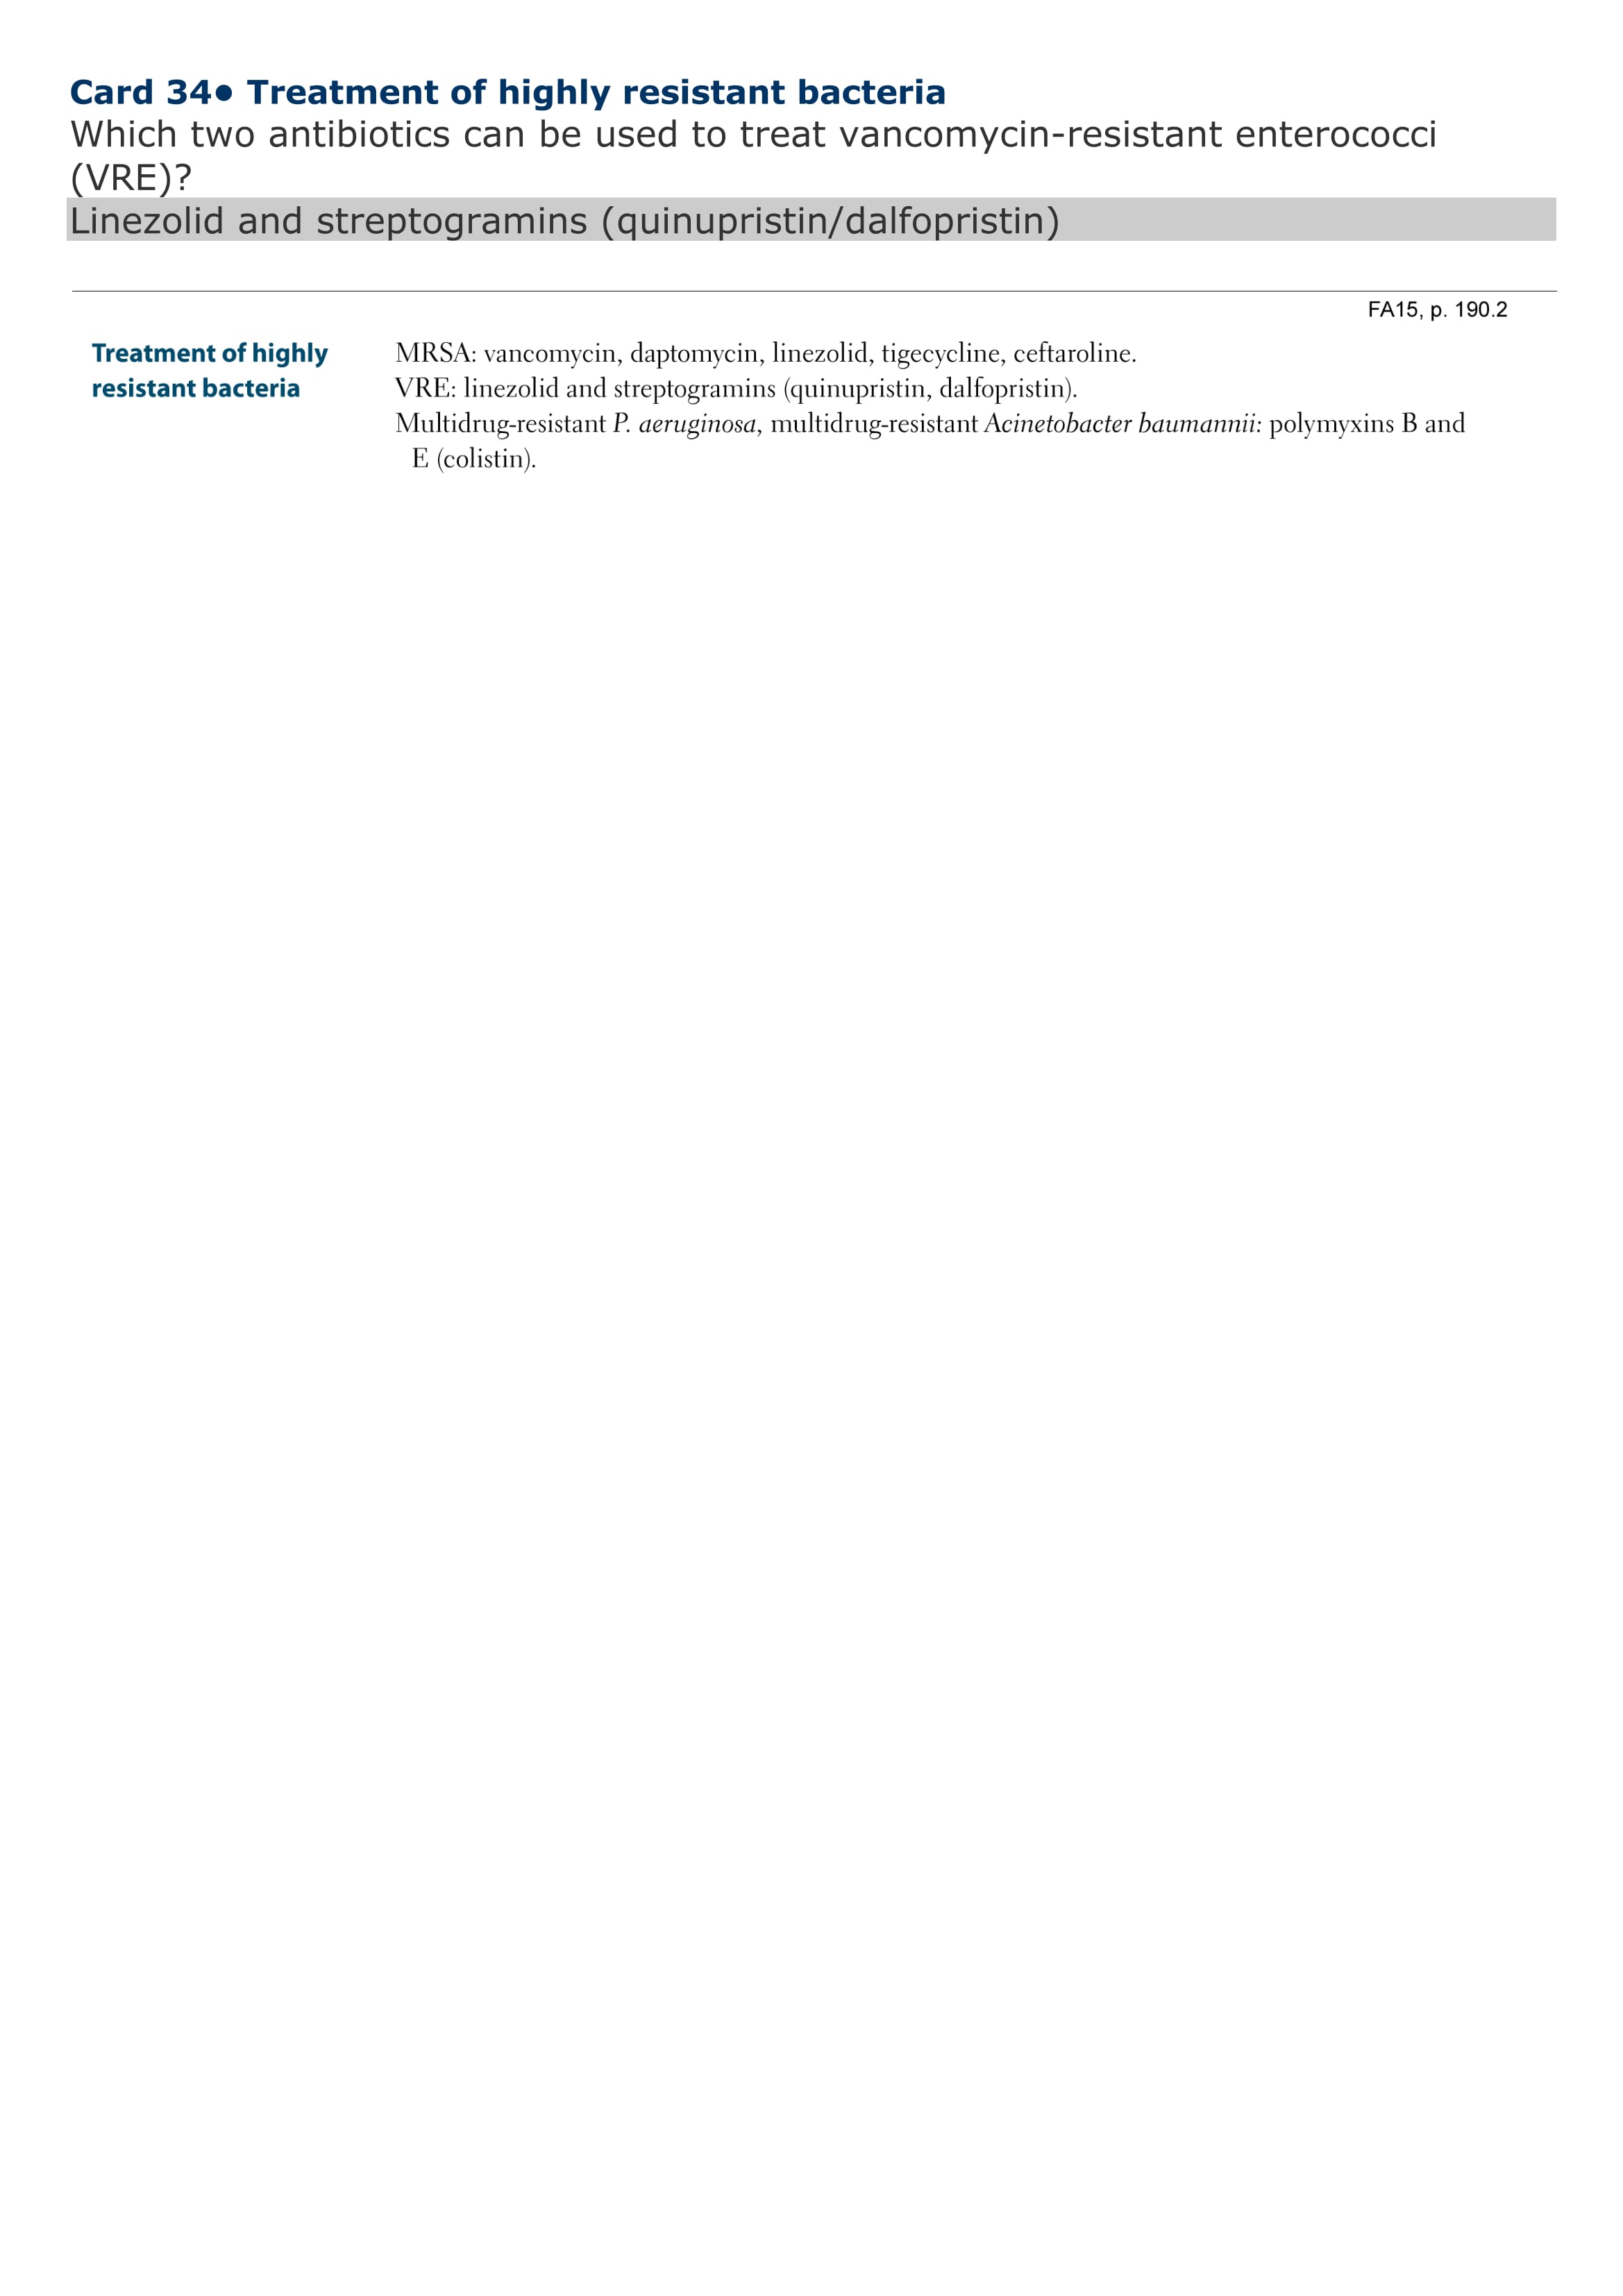 Card 34● Treatment of highly resistant bacteria
Which two antibiotics can be used to treat vancomycin-resistant enterococci
(VRE)?
Linezolid and streptogramins (quinupristin/dalfopristin)
FA15, p. 190.2
Treatment of highly
resistant bacteria
MRSA: vancomycin, daptomycin, linezolid, tigecycline, ceftaroline.
VRE: linezolid and streptogramins (quinupristin, dalfopristin).
Multidrug-resistant P. aeruginosa, multidrug-resistant Acinetobacter baumannii: polymyxins B and
E (colistin).